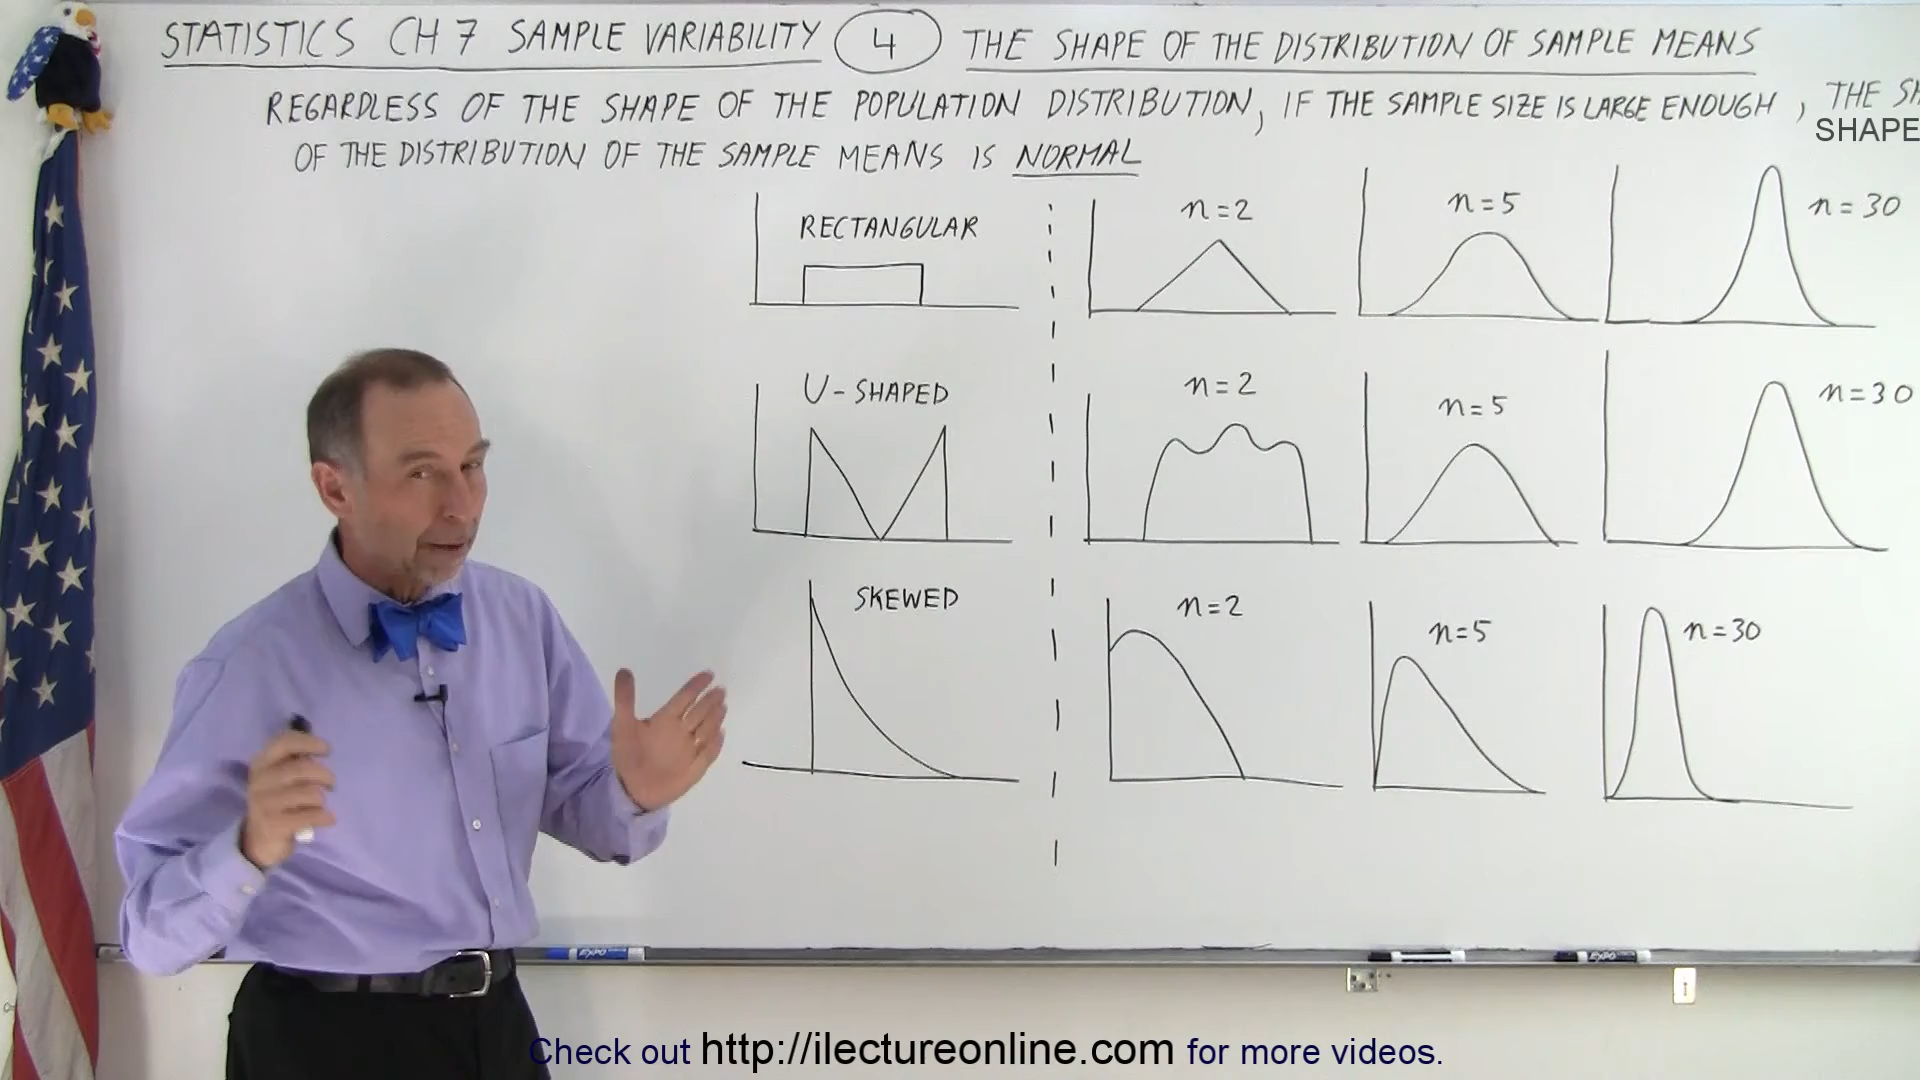 STATISTICS CH 7 SAMPLE VARIABILITY 4 THE SHAPE OF THE DISTRIBUTION OF SAMPLE MEANS
REGARDLESS OF THE SHAPE OF THE POPULATION DISTRIBUTION, IF THE SAMPLE SIZE IS LARGE ENOUGH, THE SH
SHAPE
OF THE DISTRIBUTION OF THE SAMPLE MEANS IS NORMAL
RECTANGULAR n=2 n=5 n=30
U-SHAPED n=2 n=5 n=30
SKEWED n=2 n=5 n=30
EXPO EXPO
Check out http://ilectureonline.com for more videos.